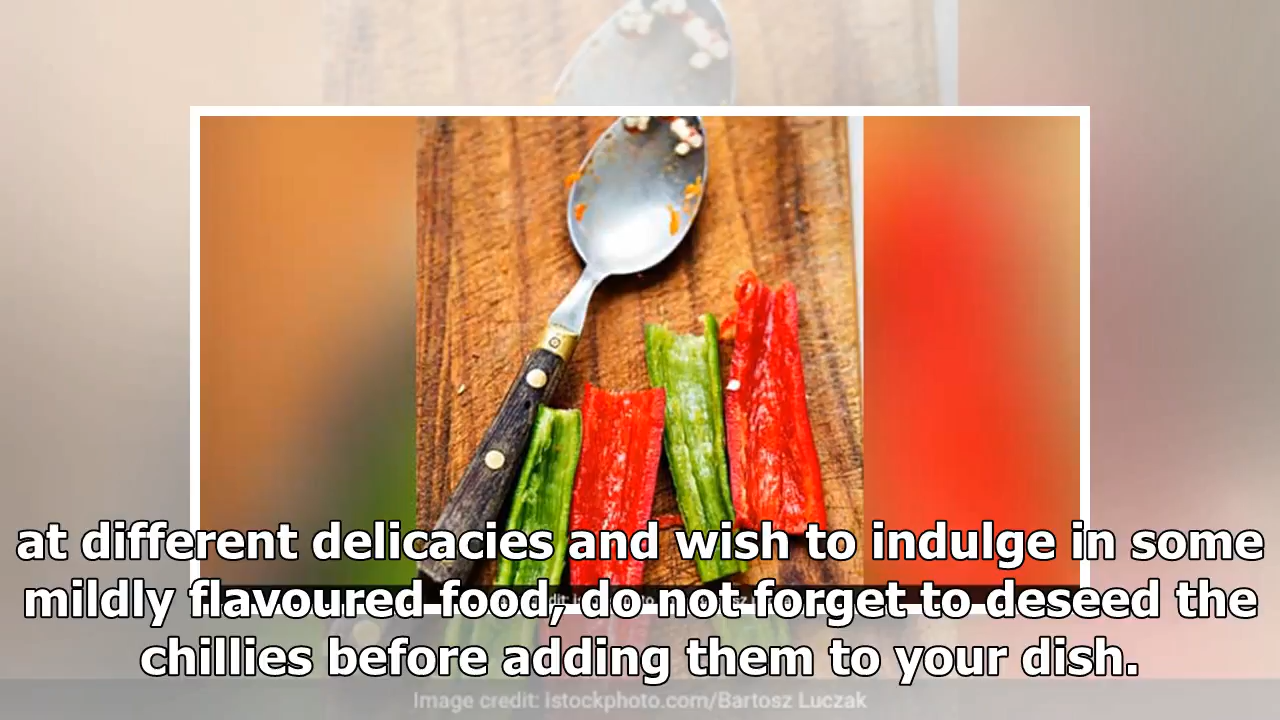 at different delicacies and wish to indulge in some
mildly flavoured food, do not forget to deseed the
chillies before adding them to your dish.
Image credit: istockphoto.com/Bartosz Luczak